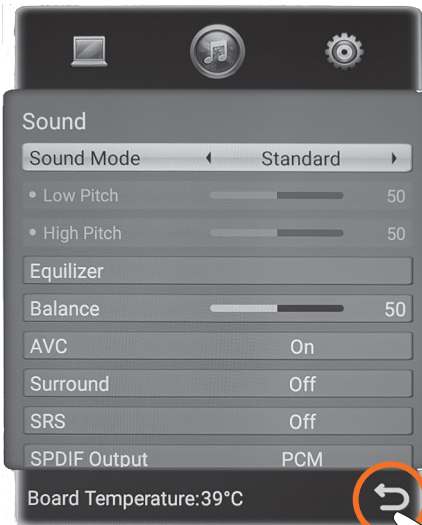 Sound
Sound Mode Standard
• Low Pitch 50
• High Pitch 50
Equilizer
Balance 50
AVC On
Surround Off
SRS Off
SPDIF Output PCM
Board Temperature:39°C